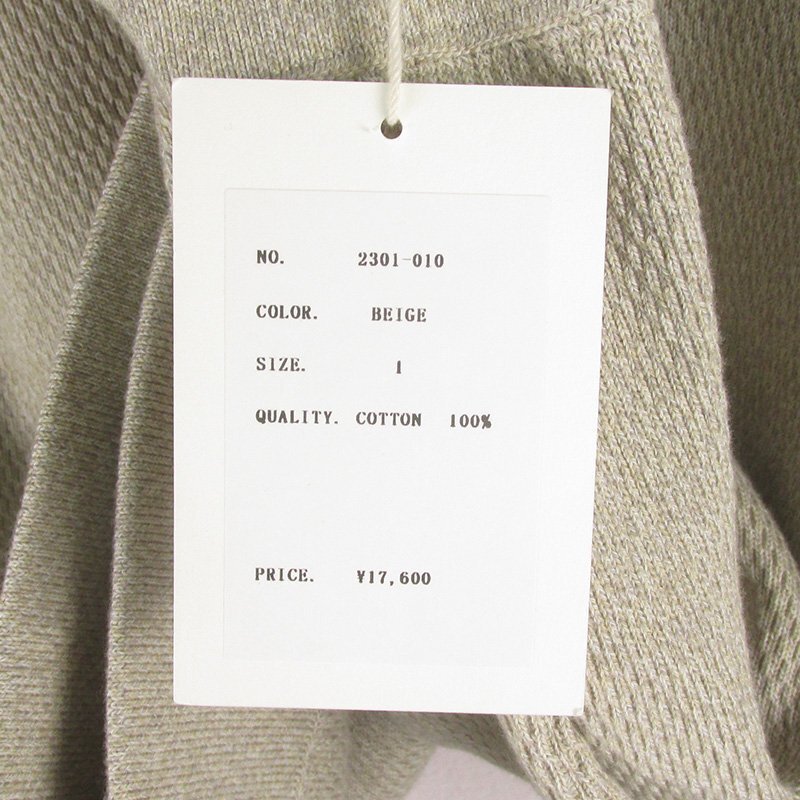 NO. 2301-010
COLOR. BEIGE
SIZE. 1
QUALITY. COTTON 100%
PRICE. ¥17,600